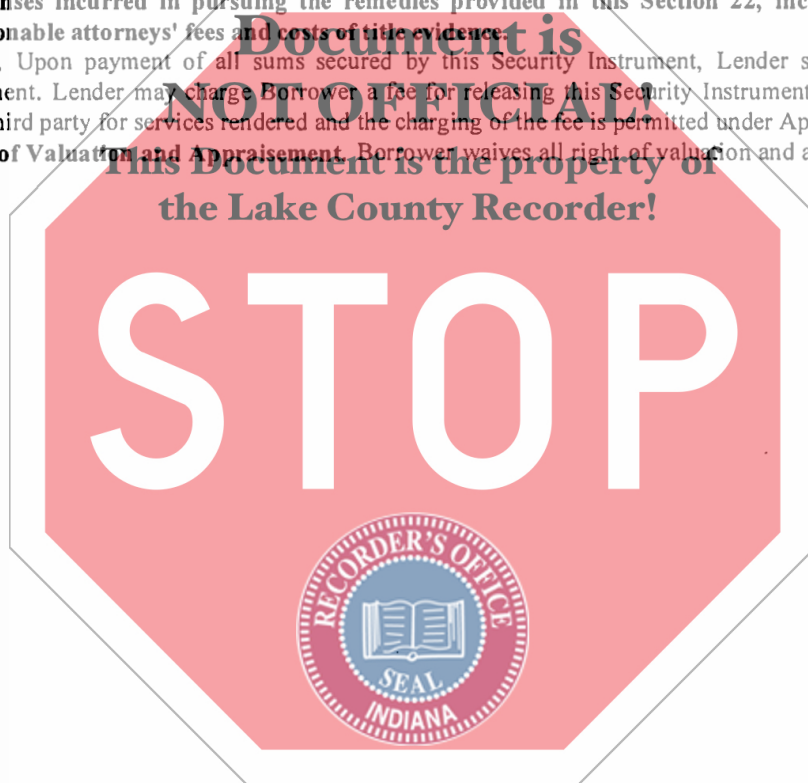 nses incurred in pursuing the remedies provided in this Section 22, inc
onable attorneys' fees and costs of title evidence.
. Upon payment of all sums secured by this Security Instrument, Lender s
ent. Lender may charge Borrower a fee for releasing this Security Instrument
ird party for services rendered and the charging of the fee is permitted under Ap
of Valuation and Appraisement. Borrower waives all right of valuation and a
Document is
NOT OFFICIAL!
This Document is the property of
the Lake County Recorder!
STOP
RECORDER'S OFFICE
SEAL
INDIANA